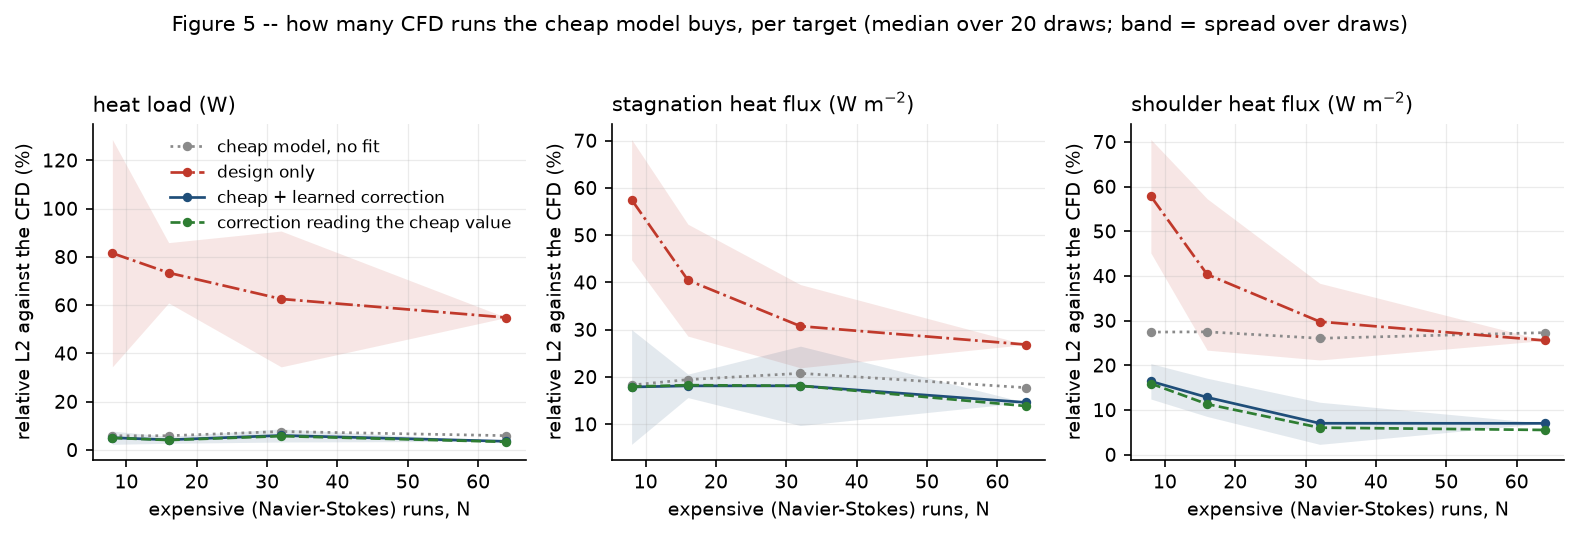 Figure 5 -- how many CFD runs the cheap model buys, per target (median over 20 draws; band = spread over draws)
heat load (W)
relative L2 against the CFD (%)
120
100
80
60
40
20
0
cheap model, no fit
design only
cheap + learned correction
correction reading the cheap value
10 20 30 40 50 60
expensive (Navier-Stokes) runs, N
stagnation heat flux (W m⁻²)
relative L2 against the CFD (%)
70
60
50
40
30
20
10
10 20 30 40 50 60
expensive (Navier-Stokes) runs, N
shoulder heat flux (W m⁻²)
relative L2 against the CFD (%)
70
60
50
40
30
20
10
0
10 20 30 40 50 60
expensive (Navier-Stokes) runs, N